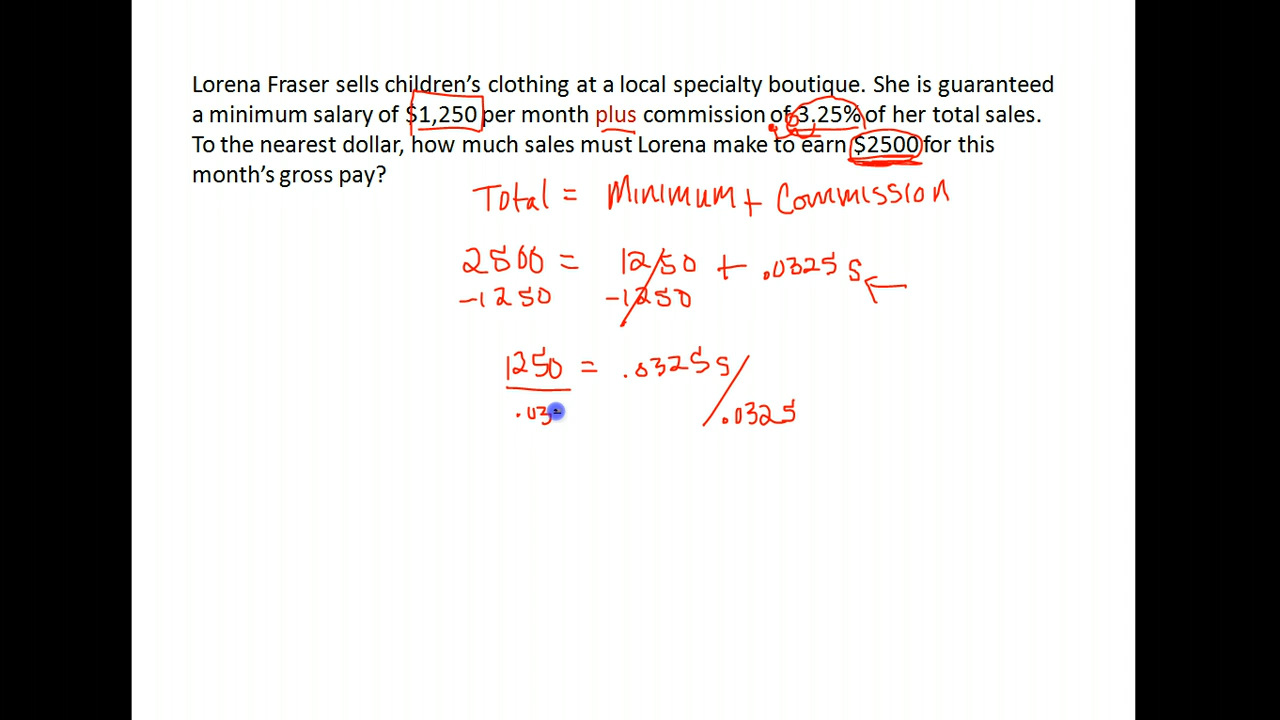 Lorena Fraser sells children's clothing at a local specialty boutique. She is guaranteed
a minimum salary of $1,250 per month plus commission of 3.25% of her total sales.
To the nearest dollar, how much sales must Lorena make to earn $2500 for this
month's gross pay?
Total = Minimum + Commission
2500 = 1250 + .0325 s
-1250 -1250
1250 = .0325 s
.03 .0325